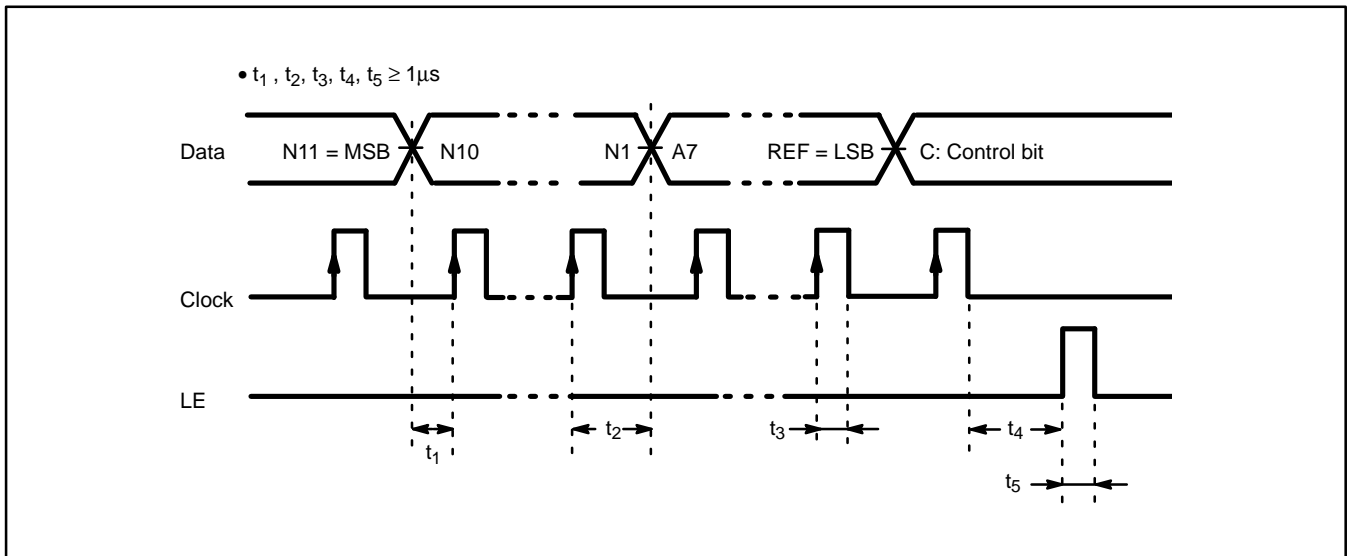 • t1 , t2, t3, t4, t5 ≥ 1μs
Data N11 = MSB N10 N1 A7 REF = LSB C: Control bit
Clock
LE
t1 t2 t3 t4
t5